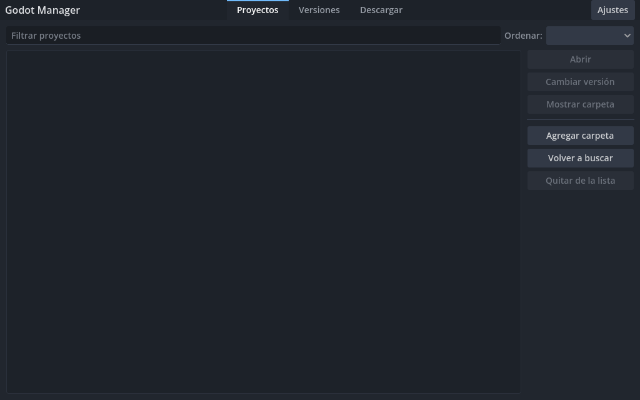 Godot Manager
Proyectos
Versiones
Descargar
Ajustes
Filtrar proyectos
Ordenar:
Abrir
Cambiar versión
Mostrar carpeta
Agregar carpeta
Volver a buscar
Quitar de la lista